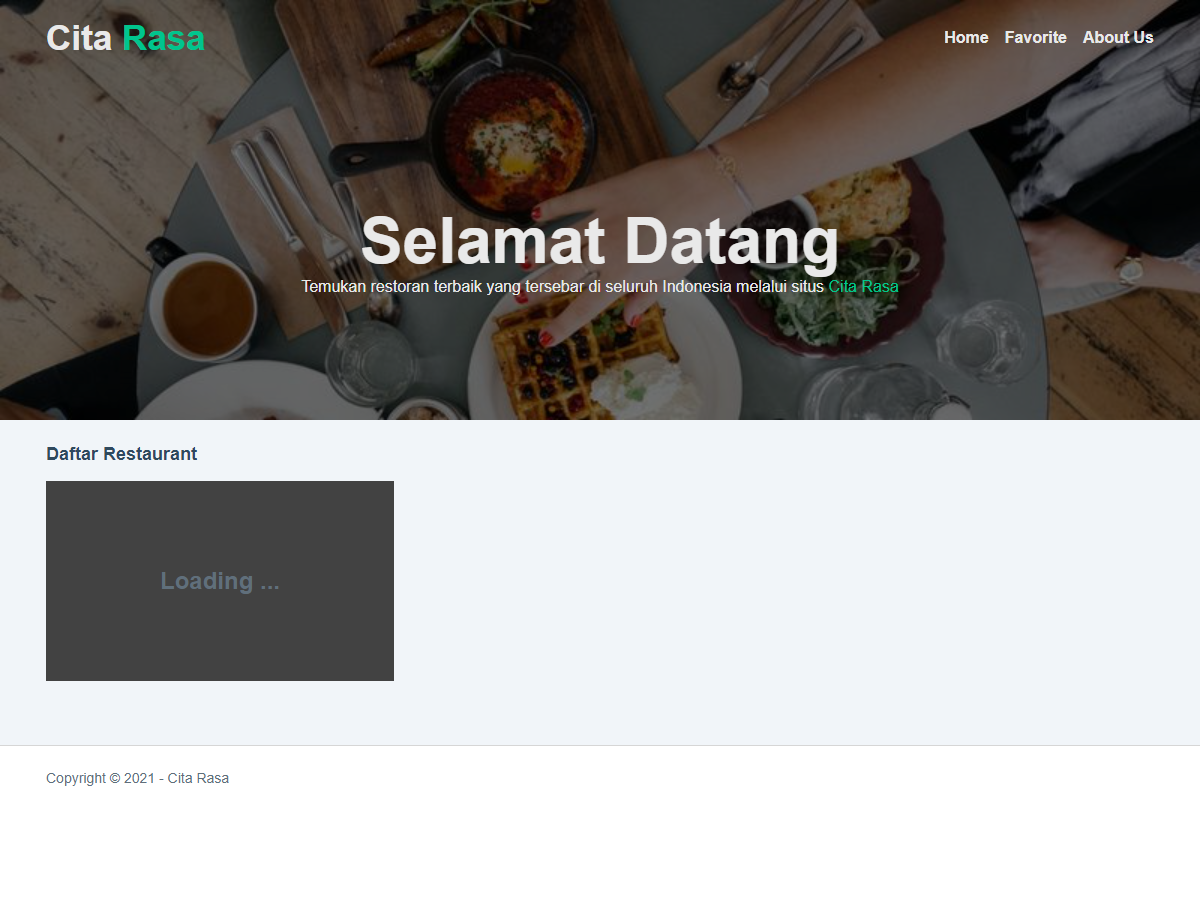 Cita Rasa
Home Favorite About Us
Selamat Datang
Temukan restoran terbaik yang tersebar di seluruh Indonesia melalui situs Cita Rasa
Daftar Restaurant
Loading ...
Copyright © 2021 - Cita Rasa